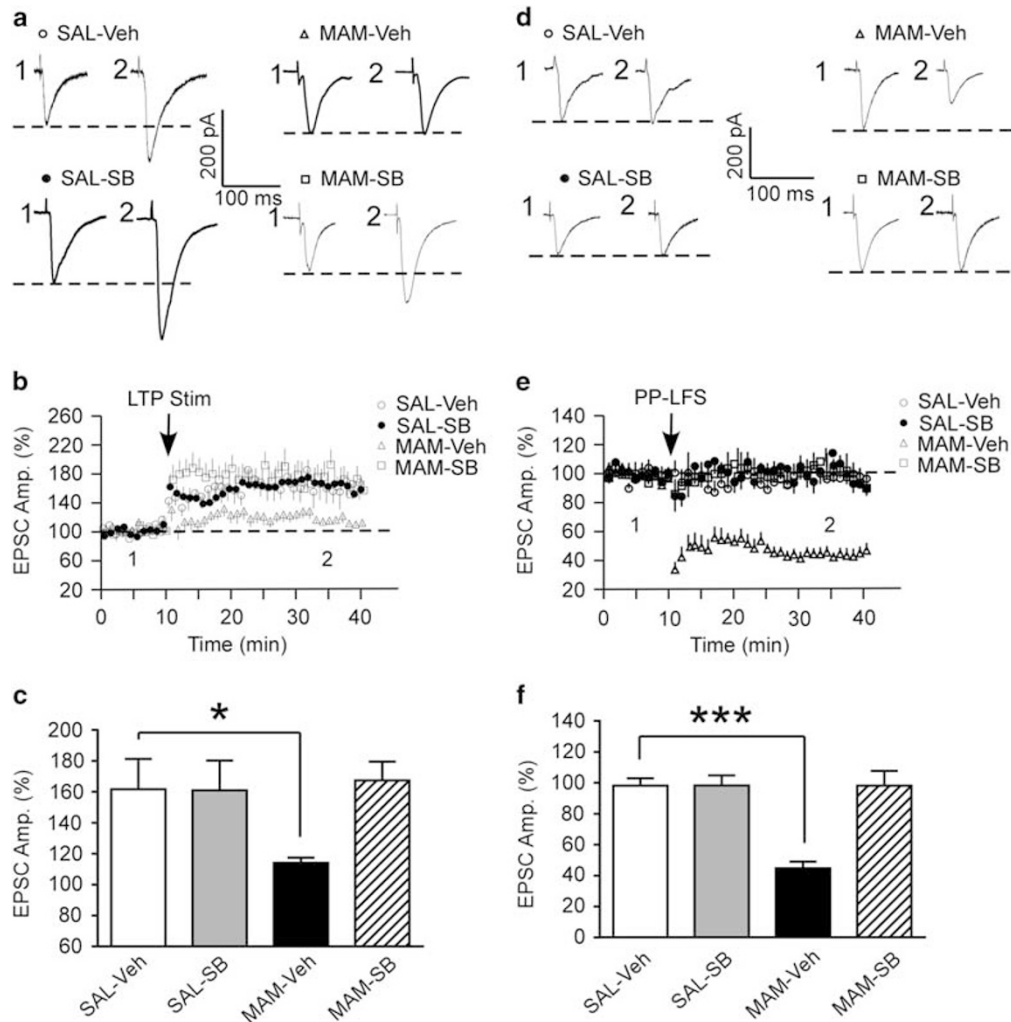 a
SAL-Veh
MAM-Veh
1 2
1 2
200 pA
100 ms
SAL-SB
MAM-SB
1 2
1 2
b
LTP Stim
SAL-Veh
SAL-SB
MAM-Veh
MAM-SB
EPSC Amp. (%)
260
220
180
140
100
60
20
1 2
0 10 20 30 40
Time (min)
c
*
EPSC Amp. (%)
200
180
160
140
120
100
80
60
SAL-Veh
SAL-SB
MAM-Veh
MAM-SB
d
SAL-Veh
MAM-Veh
1 2
1 2
200 pA
100 ms
SAL-SB
MAM-SB
1 2
1 2
e
PP-LFS
SAL-Veh
SAL-SB
MAM-Veh
MAM-SB
EPSC Amp. (%)
140
120
100
80
60
40
20
1 2
0 10 20 30 40
Time (min)
f
***
EPSC Amp. (%)
140
120
100
80
60
40
20
0
SAL-Veh
SAL-SB
MAM-Veh
MAM-SB